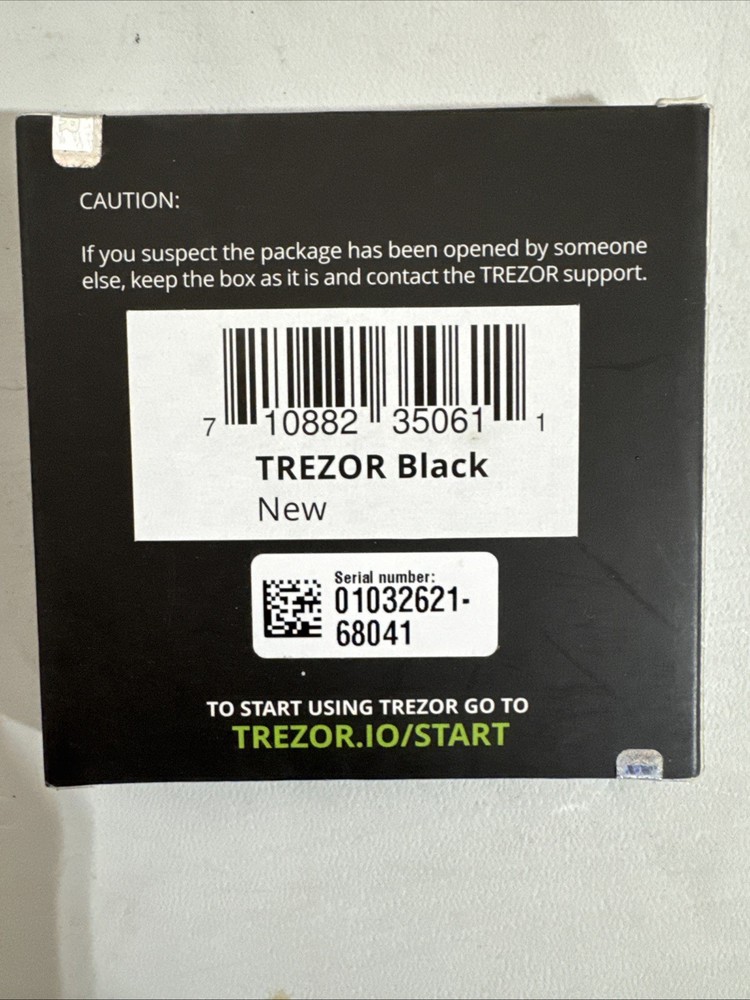 CAUTION:
If you suspect the package has been opened by someone
else, keep the box as it is and contact the TREZOR support.
7 10882 35061 1
TREZOR Black
New
Serial number:
01032621-
68041
TO START USING TREZOR GO TO
TREZOR.IO/START